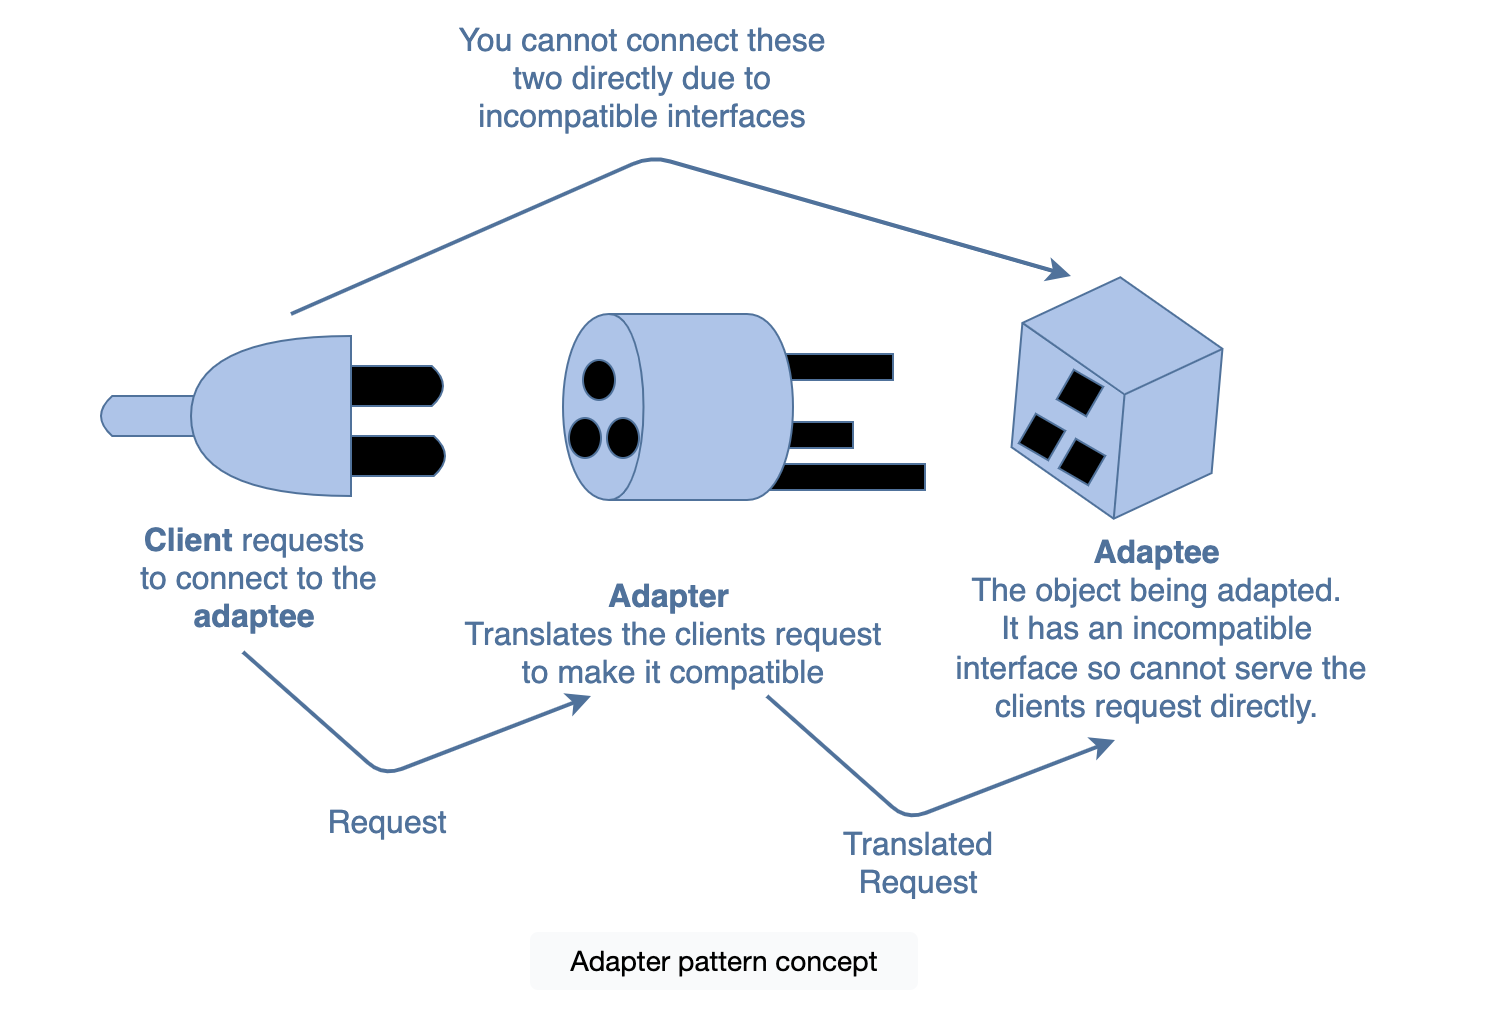 You cannot connect these
two directly due to
incompatible interfaces
Client requests
to connect to the
adaptee
Adapter
Translates the clients request
to make it compatible
Adaptee
The object being adapted.
It has an incompatible
interface so cannot serve the
clients request directly.
Request
Translated
Request
Adapter pattern concept